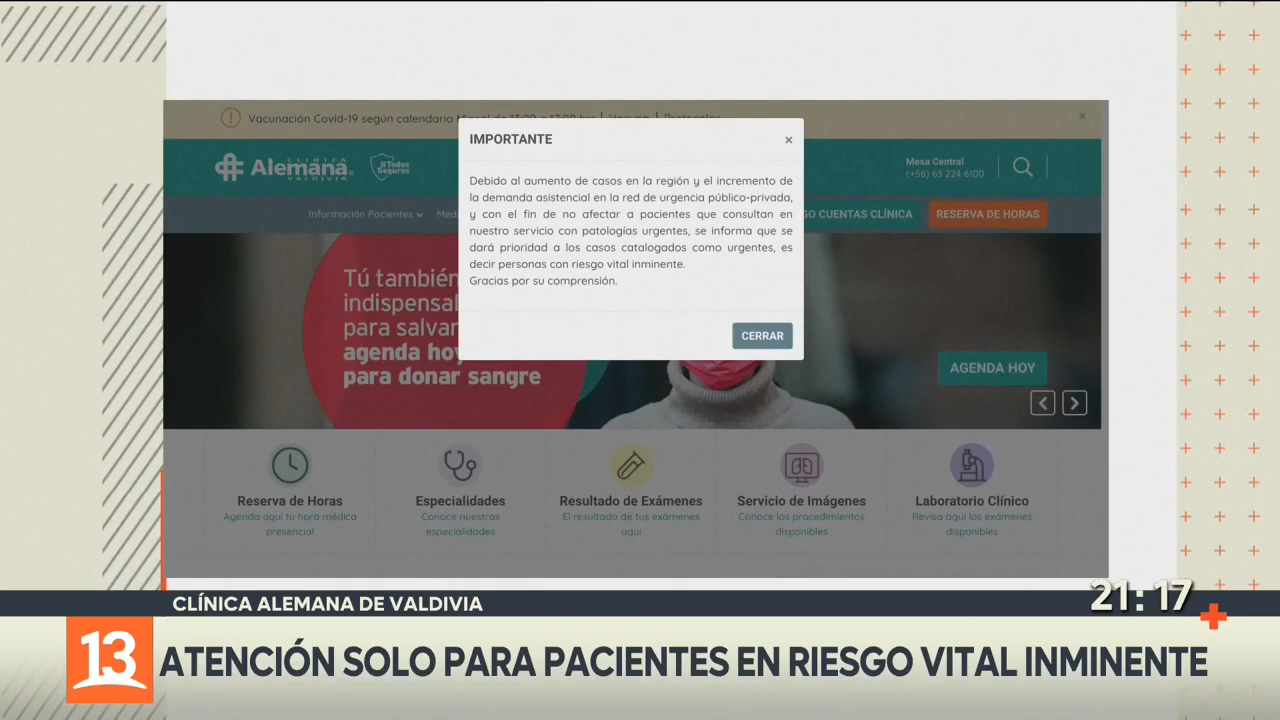 Vacunación Covid-19 según calendario
IMPORTANTE
×
×
CLÍNICA
Alemana
VALDIVIA
#Todos
Seguros
Mesa Central
(+56) 63 224 6100
Debido al aumento de casos en la región y el incremento de
la demanda asistencial en la red de urgencia público-privada,
y con el fin de no afectar a pacientes que consultan en
nuestro servicio con patologías urgentes, se informa que se
dará prioridad a los casos catalogados como urgentes, es
decir personas con riesgo vital inminente.
Gracias por su comprensión.
CERRAR
Información Pacientes
GO CUENTAS CLÍNICA
RESERVA DE HORAS
Tú también
indispensal
para salvar
agenda hoy
para donar sangre
AGENDA HOY
Reserva de Horas
Agenda aquí tu hora médica
presencial
Especialidades
Conoce nuestras
especialidades
Resultado de Exámenes
El resultado de tus exámenes
aquí
Servicio de Imágenes
Conoce los procedimientos
disponibles
Laboratorio Clínico
Revisa aquí los exámenes
disponibles
CLÍNICA ALEMANA DE VALDIVIA
21:17
13
ATENCIÓN SOLO PARA PACIENTES EN RIESGO VITAL INMINENTE